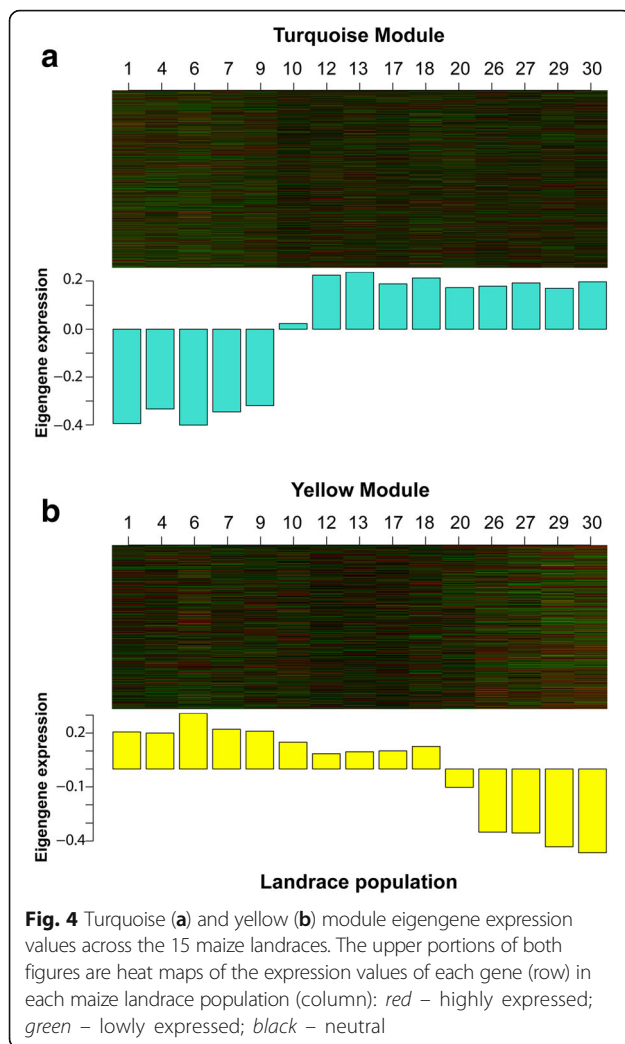 Turquoise Module
a
1 4 6 7 9 10 12 13 17 18 20 26 27 29 30
Eigengene expression
0.2
0.0
−0.2
−0.4
Yellow Module
b
1 4 6 7 9 10 12 13 17 18 20 26 27 29 30
Eigengene expression
0.2
−0.1
−0.4
Landrace population
Fig. 4 Turquoise (a) and yellow (b) module eigengene expression
values across the 15 maize landraces. The upper portions of both
figures are heat maps of the expression values of each gene (row) in
each maize landrace population (column): red – highly expressed;
green – lowly expressed; black – neutral